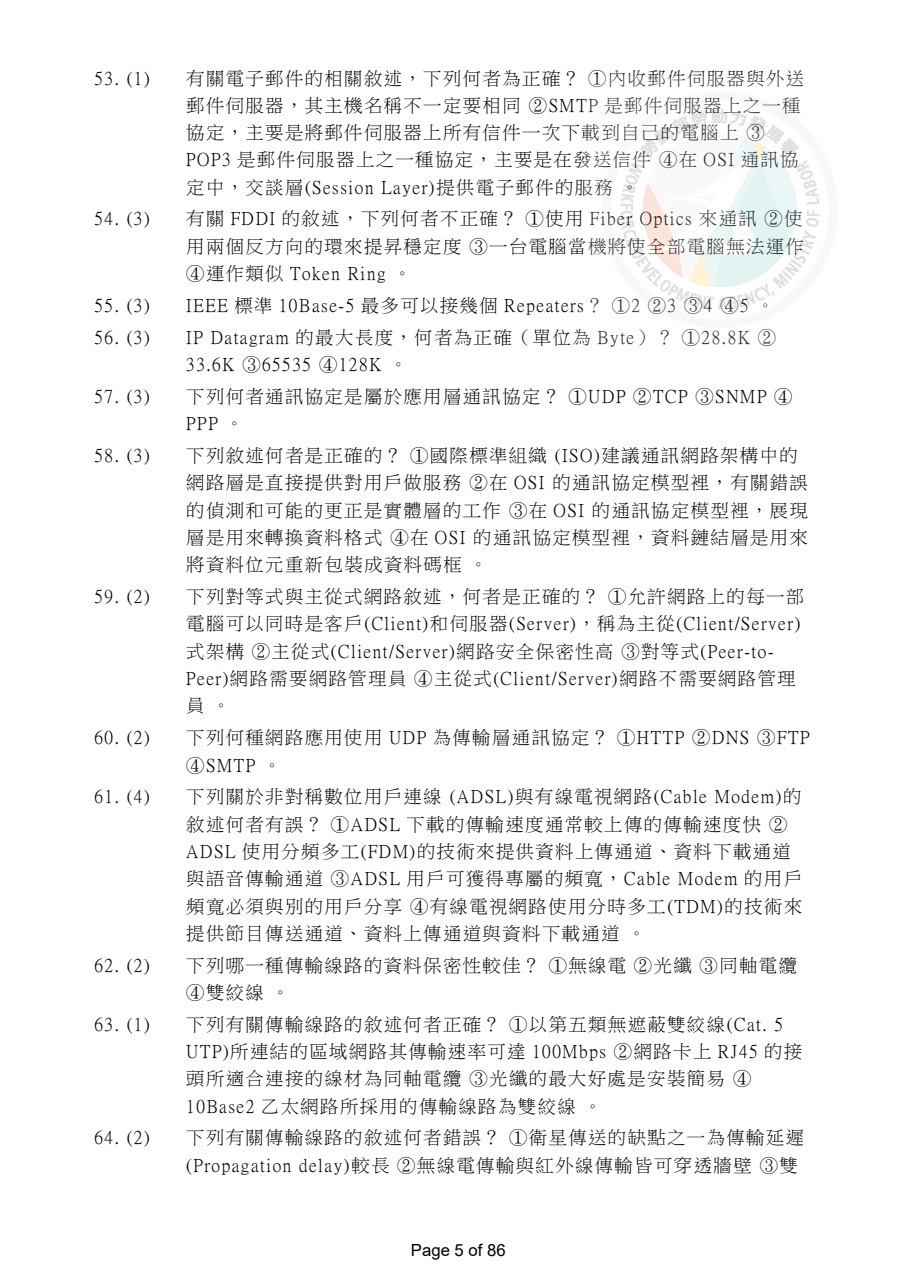 53. (1) 有關電子郵件的相關敘述，下列何者為正確？ ①內收郵件伺服器與外送
郵件伺服器，其主機名稱不一定要相同 ②SMTP 是郵件伺服器上之一種
協定，主要是將郵件伺服器上所有信件一次下載到自己的電腦上 ③
POP3 是郵件伺服器上之一種協定，主要是在發送信件 ④在 OSI 通訊協
定中，交談層(Session Layer)提供電子郵件的服務 。
54. (3) 有關 FDDI 的敘述，下列何者不正確？ ①使用 Fiber Optics 來通訊 ②使
用兩個反方向的環來提昇穩定度 ③一台電腦當機將使全部電腦無法運作
④運作類似 Token Ring 。
55. (3) IEEE 標準 10Base-5 最多可以接幾個 Repeaters？ ①2 ②3 ③4 ④5 。
56. (3) IP Datagram 的最大長度，何者為正確（單位為 Byte）？ ①28.8K ②
33.6K ③65535 ④128K 。
57. (3) 下列何者通訊協定是屬於應用層通訊協定？ ①UDP ②TCP ③SNMP ④
PPP 。
58. (3) 下列敘述何者是正確的？ ①國際標準組織 (ISO)建議通訊網路架構中的
網路層是直接提供對用戶做服務 ②在 OSI 的通訊協定模型裡，有關錯誤
的偵測和可能的更正是實體層的工作 ③在 OSI 的通訊協定模型裡，展現
層是用來轉換資料格式 ④在 OSI 的通訊協定模型裡，資料鏈結層是用來
將資料位元重新包裝成資料碼框 。
59. (2) 下列對等式與主從式網路敘述，何者是正確的？ ①允許網路上的每一部
電腦可以同時是客戶(Client)和伺服器(Server)，稱為主從(Client/Server)
式架構 ②主從式(Client/Server)網路安全保密性高 ③對等式(Peer-to-
Peer)網路需要網路管理員 ④主從式(Client/Server)網路不需要網路管理
員 。
60. (2) 下列何種網路應用使用 UDP 為傳輸層通訊協定？ ①HTTP ②DNS ③FTP
④SMTP 。
61. (4) 下列關於非對稱數位用戶連線 (ADSL)與有線電視網路(Cable Modem)的
敘述何者有誤？ ①ADSL 下載的傳輸速度通常較上傳的傳輸速度快 ②
ADSL 使用分頻多工(FDM)的技術來提供資料上傳通道、資料下載通道
與語音傳輸通道 ③ADSL 用戶可獲得專屬的頻寬，Cable Modem 的用戶
頻寬必須與別的用戶分享 ④有線電視網路使用分時多工(TDM)的技術來
提供節目傳送通道、資料上傳通道與資料下載通道 。
62. (2) 下列哪一種傳輸線路的資料保密性較佳？ ①無線電 ②光纖 ③同軸電纜
④雙絞線 。
63. (1) 下列有關傳輸線路的敘述何者正確？ ①以第五類無遮蔽雙絞線(Cat. 5
UTP)所連結的區域網路其傳輸速率可達 100Mbps ②網路卡上 RJ45 的接
頭所適合連接的線材為同軸電纜 ③光纖的最大好處是安裝簡易 ④
10Base2 乙太網路所採用的傳輸線路為雙絞線 。
64. (2) 下列有關傳輸線路的敘述何者錯誤？ ①衛星傳送的缺點之一為傳輸延遲
(Propagation delay)較長 ②無線電傳輸與紅外線傳輸皆可穿透牆壁 ③雙
Page 5 of 86